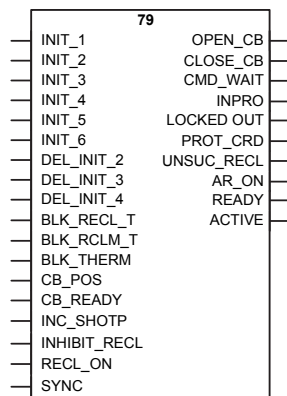 79
INIT_1
INIT_2
INIT_3
INIT_4
INIT_5
INIT_6
DEL_INIT_2
DEL_INIT_3
DEL_INIT_4
BLK_RECL_T
BLK_RCLM_T
BLK_THERM
CB_POS
CB_READY
INC_SHOTP
INHIBIT_RECL
RECL_ON
SYNC
OPEN_CB
CLOSE_CB
CMD_WAIT
INPRO
LOCKED OUT
PROT_CRD
UNSUC_RECL
AR_ON
READY
ACTIVE